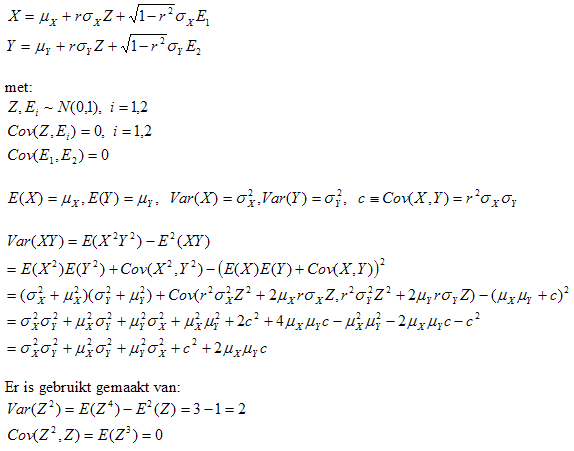 X = μ_X + rσ_X Z + √(1−r²) σ_X E₁
Y = μ_Y + rσ_Y Z + √(1−r²) σ_Y E₂
met:
Z, E_i ~ N(0,1), i = 1,2
Cov(Z, E_i) = 0, i = 1,2
Cov(E₁, E₂) = 0
E(X) = μ_X, E(Y) = μ_Y, Var(X) = σ_X², Var(Y) = σ_Y², c ≡ Cov(X,Y) = r²σ_Xσ_Y
Var(XY) = E(X²Y²) − E²(XY)
= E(X²)E(Y²) + Cov(X², Y²) − (E(X)E(Y) + Cov(X,Y))²
= (σ_X² + μ_X²)(σ_Y² + μ_Y²) + Cov(r²σ_X²Z² + 2μ_X rσ_X Z, r²σ_Y²Z² + 2μ_Y rσ_Y Z) − (μ_Xμ_Y + c)²
= σ_X²σ_Y² + μ_X²σ_Y² + μ_Y²σ_X² + μ_X²μ_Y² + 2c² + 4μ_Xμ_Y c − μ_X²μ_Y² − 2μ_Xμ_Y c − c²
= σ_X²σ_Y² + μ_X²σ_Y² + μ_Y²σ_X² + c² + 2μ_Xμ_Y c
Er is gebruikt gemaakt van:
Var(Z²) = E(Z⁴) − E²(Z) = 3 − 1 = 2
Cov(Z², Z) = E(Z³) = 0